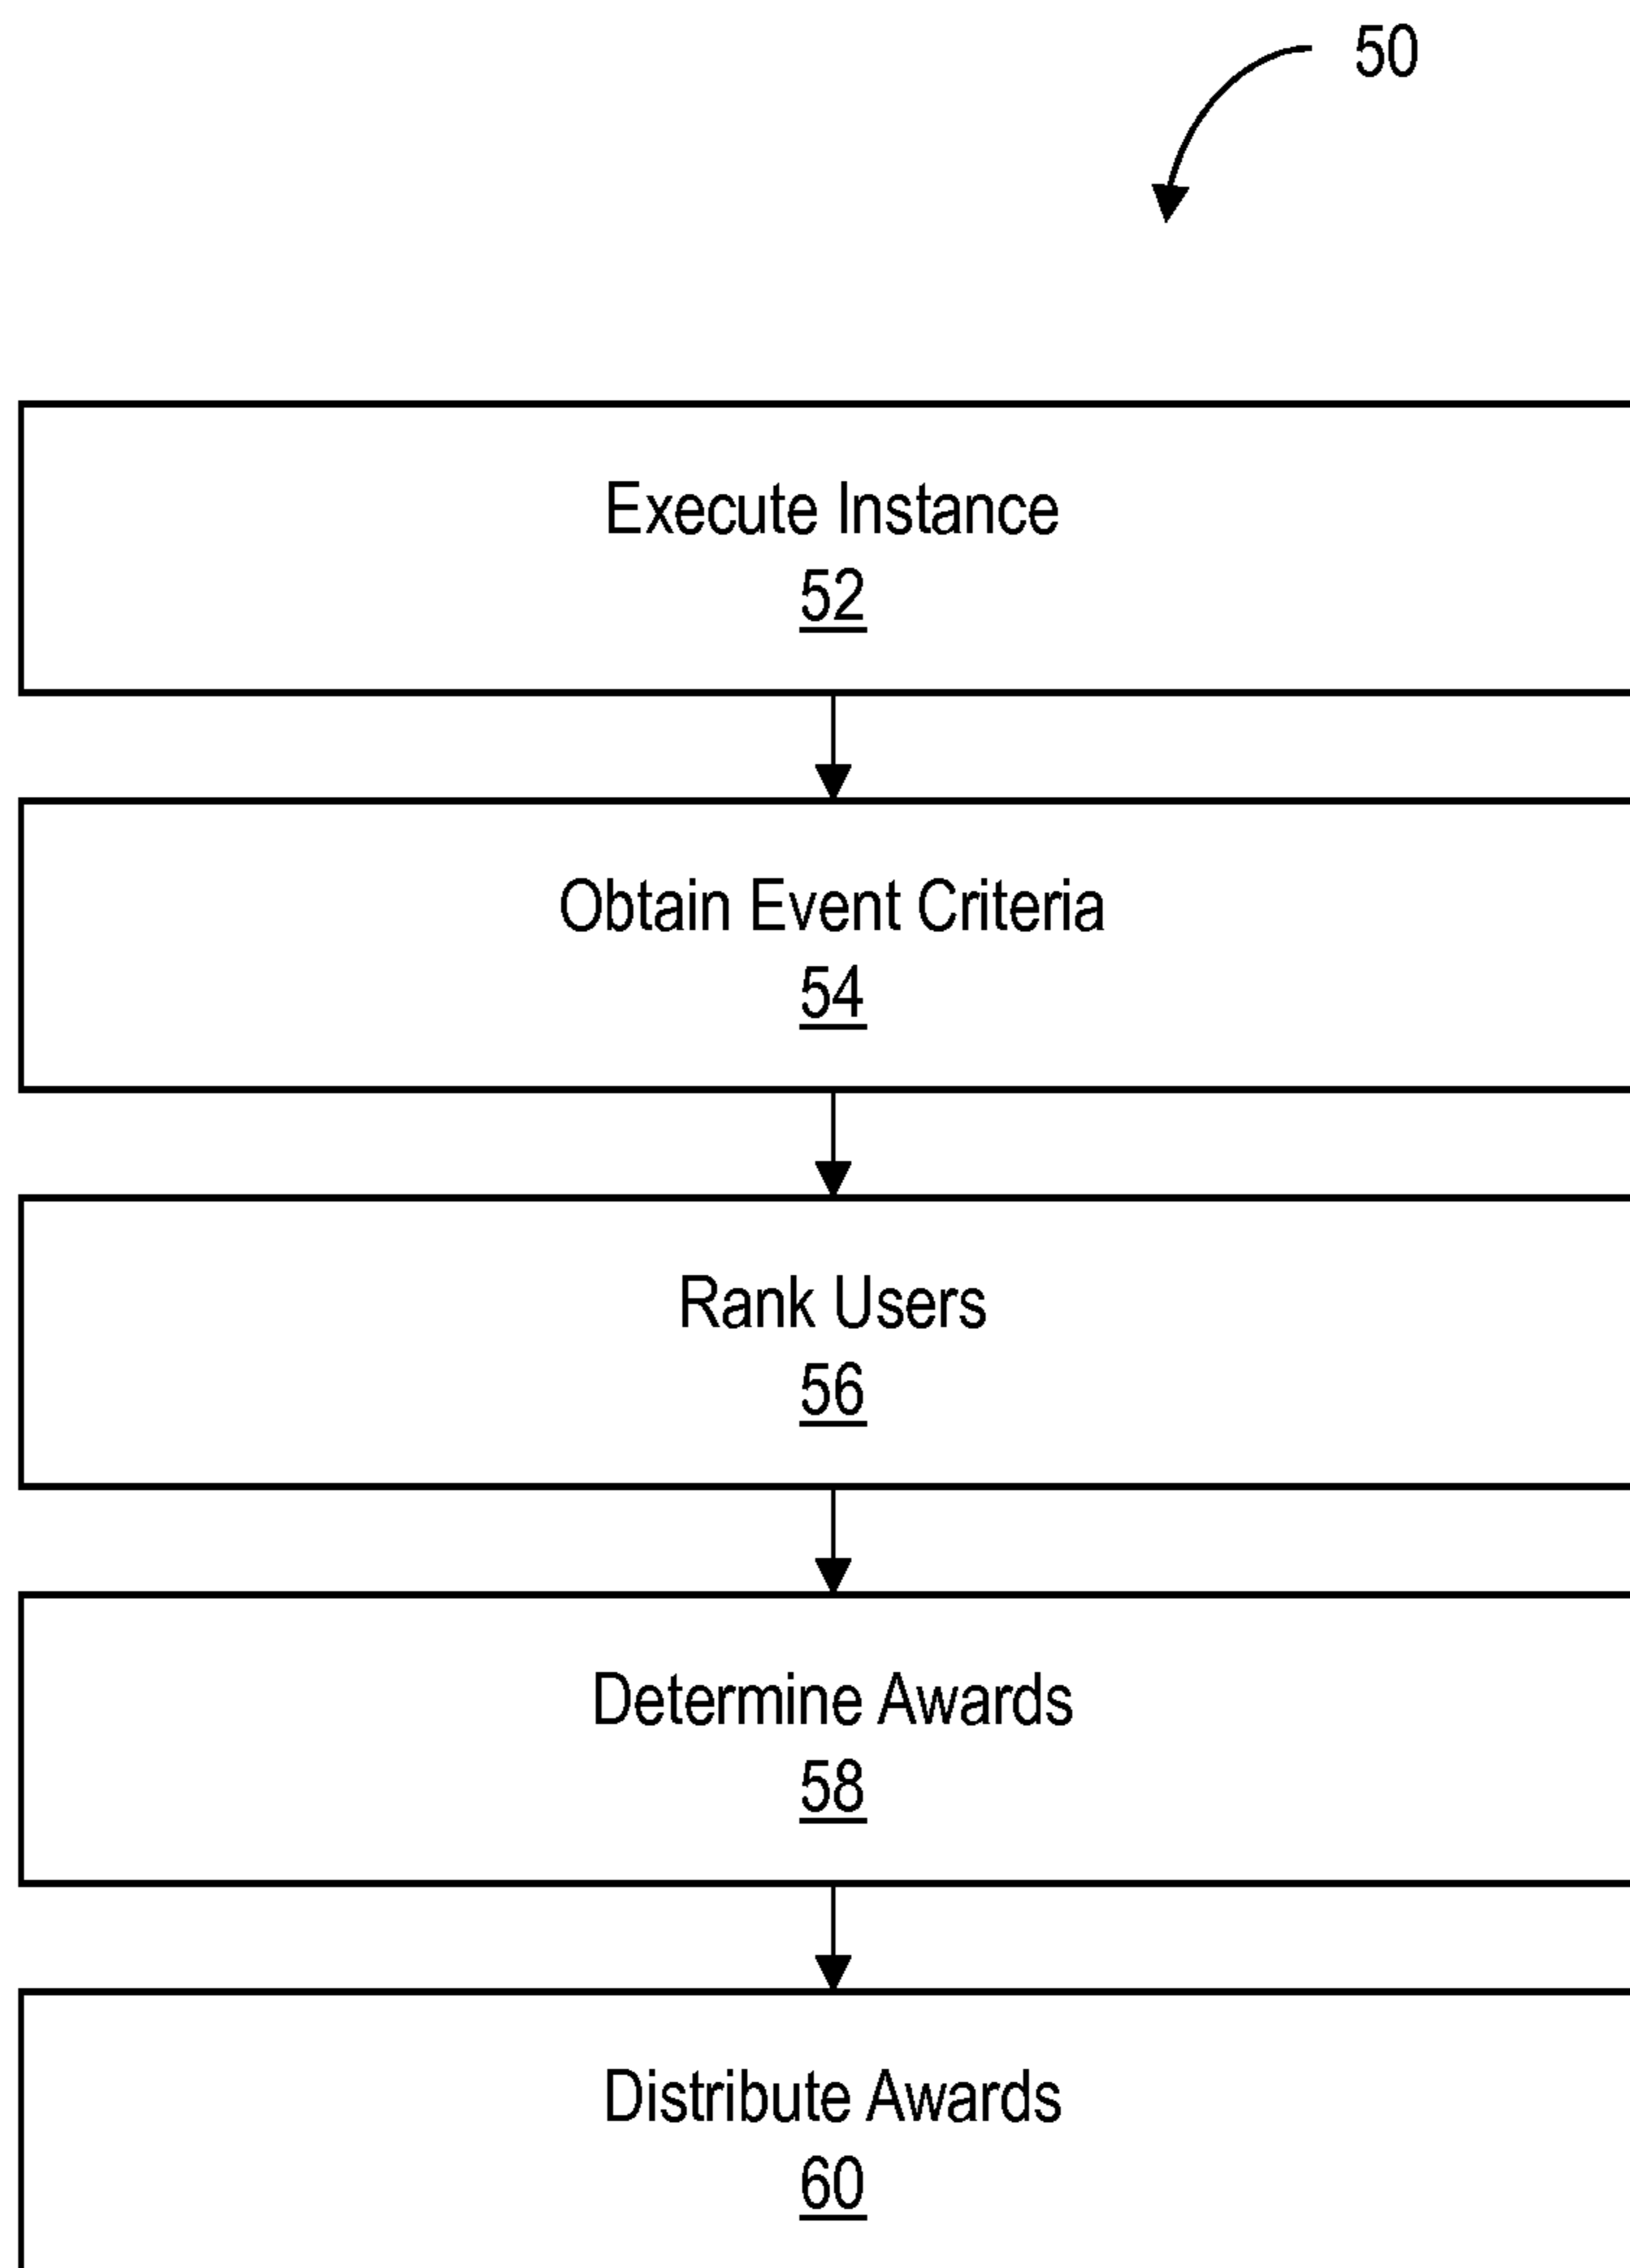 50
Execute Instance
52
Obtain Event Criteria
54
Rank Users
56
Determine Awards
58
Distribute Awards
60